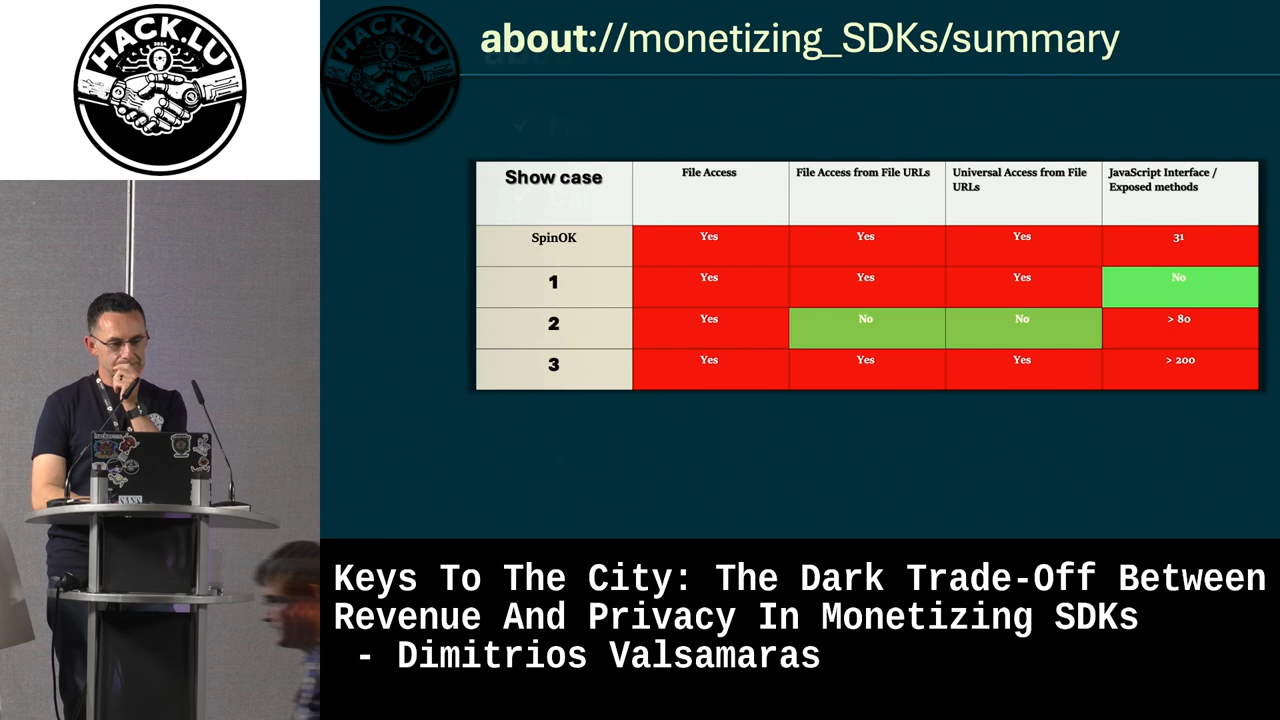 HACK.LU
2024
about://monetizing_SDKs/summary
Show case
File Access
File Access from File URLs
Universal Access from File
URLs
JavaScript Interface /
Exposed methods
SpinOK
Yes
Yes
Yes
31
1
Yes
Yes
Yes
No
2
Yes
No
No
> 80
3
Yes
Yes
Yes
> 200
Keys To The City: The Dark Trade-Off Between
Revenue And Privacy In Monetizing SDKs
- Dimitrios Valsamaras